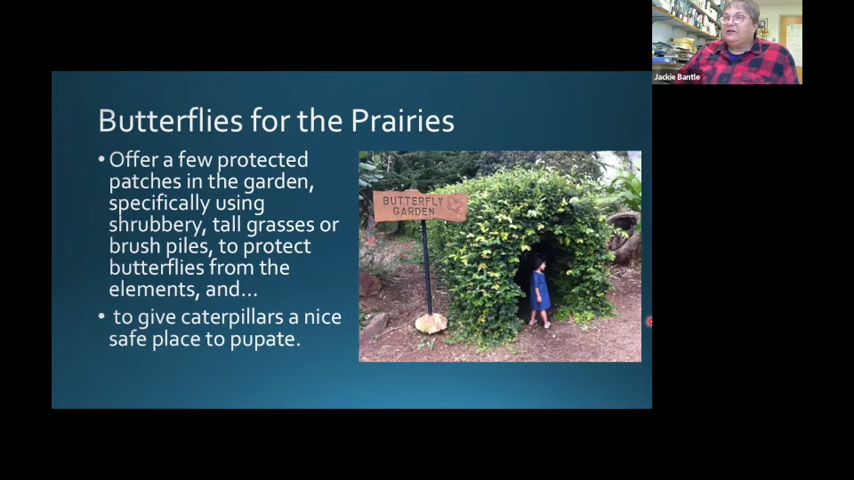 Jackie Bantle
Butterflies for the Prairies
• Offer a few protected
patches in the garden,
specifically using
shrubbery, tall grasses or
brush piles, to protect
butterflies from the
elements, and...
• to give caterpillars a nice
safe place to pupate.
BUTTERFLY
GARDEN